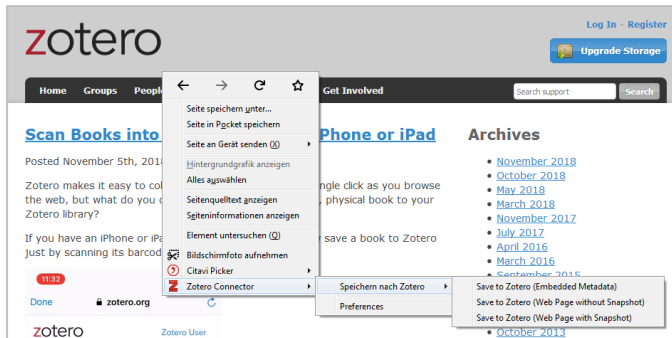 zotero
Log In · Register
Upgrade Storage
Home Groups Peopl Get Involved
Search support Search
Scan Books into Phone or iPad
Posted November 5th, 201
Zotero makes it easy to col ngle click as you browse
the web, but what do you , physical book to your
Zotero library?
If you have an iPhone or iPa save a book to Zotero
just by scanning its barcod
11:32
Done zotero.org
zotero Zotero User
Seite speichern unter...
Seite in Pocket speichern
Seite an Gerät senden (X)
Hintergrundgrafik anzeigen
Alles auswählen
Seitenquelltext anzeigen
Seiteninformationen anzeigen
Element untersuchen (Q)
Bildschirmfoto aufnehmen
Citavi Picker
Zotero Connector
Speichern nach Zotero
Preferences
Save to Zotero (Embedded Metadata)
Save to Zotero (Web Page without Snapshot)
Save to Zotero (Web Page with Snapshot)
Archives
November 2018
October 2018
May 2018
March 2018
November 2017
July 2017
April 2016
March 2016
September 2015
October 2013